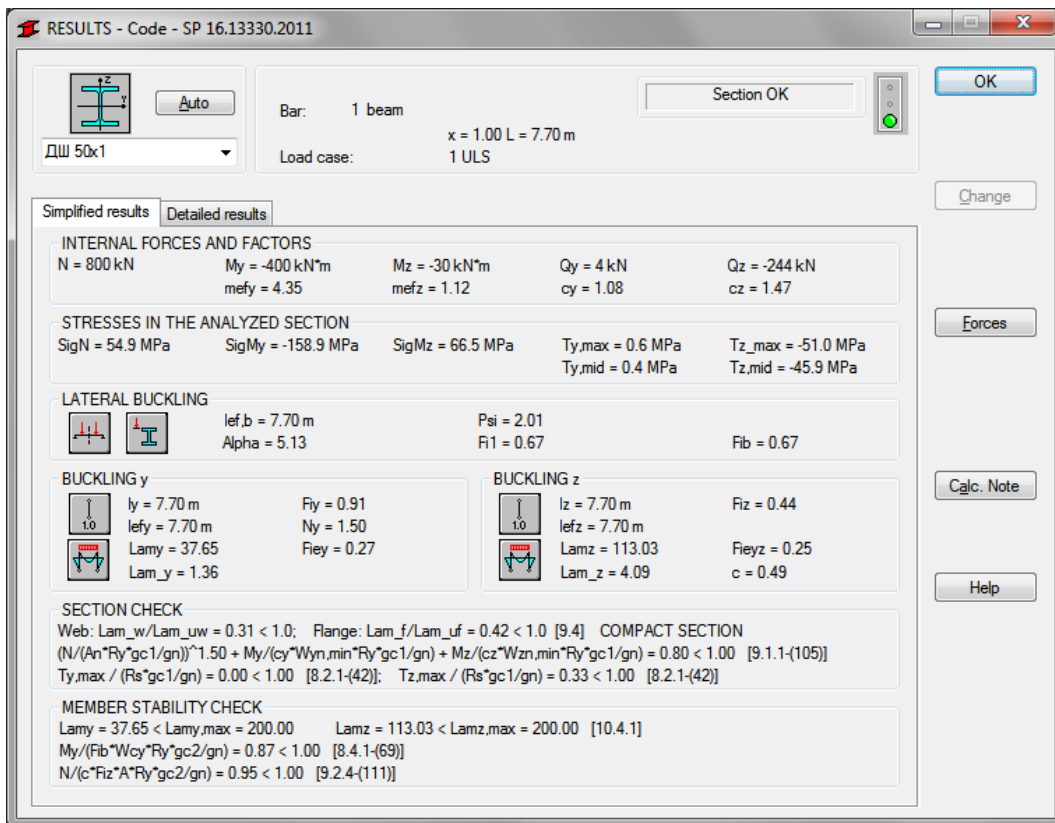 RESULTS - Code - SP 16.13330.2011
Auto
ДШ 50x1
Bar: 1 beam
x = 1.00 L = 7.70 m
Load case: 1 ULS
Section OK
OK
Change
Forces
Calc. Note
Help
Simplified results Detailed results
INTERNAL FORCES AND FACTORS
N = 800 kN My = -400 kN*m Mz = -30 kN*m Qy = 4 kN Qz = -244 kN
mefy = 4.35 mefz = 1.12 cy = 1.08 cz = 1.47
STRESSES IN THE ANALYZED SECTION
SigN = 54.9 MPa SigMy = -158.9 MPa SigMz = 66.5 MPa Ty,max = 0.6 MPa Tz_max = -51.0 MPa
Ty,mid = 0.4 MPa Tz,mid = -45.9 MPa
LATERAL BUCKLING
lef,b = 7.70 m Psi = 2.01
Alpha = 5.13 Fi1 = 0.67 Fib = 0.67
BUCKLING y
1.0
ly = 7.70 m Fiy = 0.91
lefy = 7.70 m Ny = 1.50
Lamy = 37.65 Fiey = 0.27
Lam_y = 1.36
BUCKLING z
1.0
lz = 7.70 m Fiz = 0.44
lefz = 7.70 m
Lamz = 113.03 Fieyz = 0.25
Lam_z = 4.09 c = 0.49
SECTION CHECK
Web: Lam_w/Lam_uw = 0.31 < 1.0; Flange: Lam_f/Lam_uf = 0.42 < 1.0 [9.4] COMPACT SECTION
(N/(An*Ry*gc1/gn))^1.50 + My/(cy*Wyn,min*Ry*gc1/gn) + Mz/(cz*Wzn,min*Ry*gc1/gn) = 0.80 < 1.00 [9.1.1-(105)]
Ty,max / (Rs*gc1/gn) = 0.00 < 1.00 [8.2.1-(42)]; Tz,max / (Rs*gc1/gn) = 0.33 < 1.00 [8.2.1-(42)]
MEMBER STABILITY CHECK
Lamy = 37.65 < Lamy,max = 200.00 Lamz = 113.03 < Lamz,max = 200.00 [10.4.1]
My/(Fib*Wcy*Ry*gc2/gn) = 0.87 < 1.00 [8.4.1-(69)]
N/(c*Fiz*A*Ry*gc2/gn) = 0.95 < 1.00 [9.2.4-(111)]